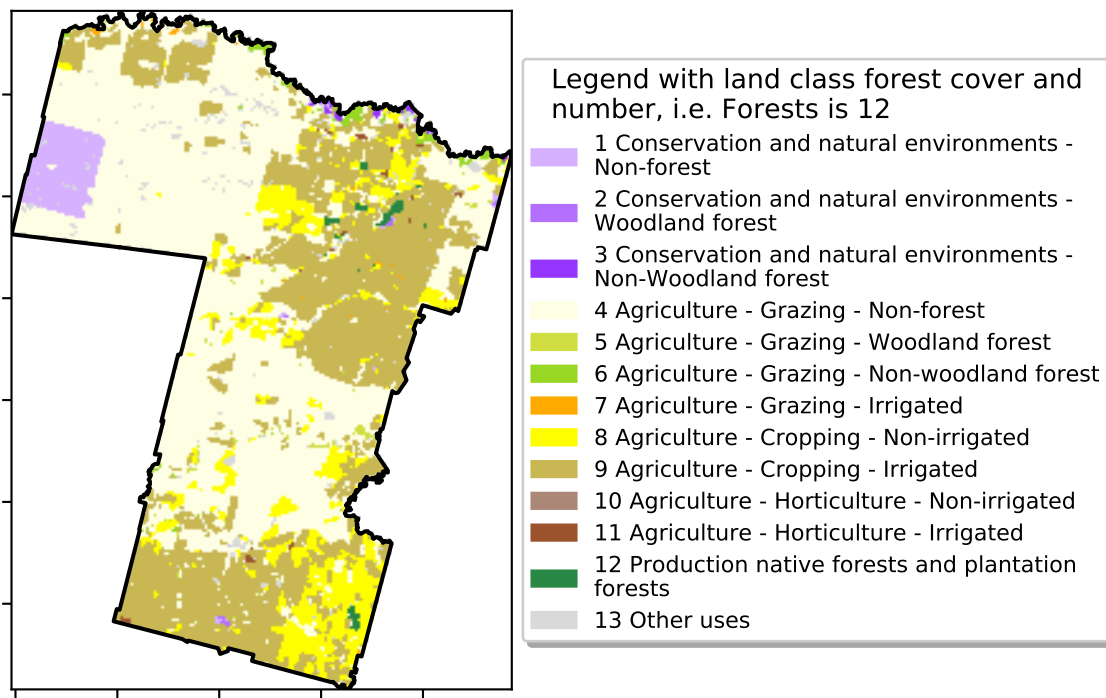 Legend with land class forest cover and
number, i.e. Forests is 12
1 Conservation and natural environments -
Non-forest
2 Conservation and natural environments -
Woodland forest
3 Conservation and natural environments -
Non-Woodland forest
4 Agriculture - Grazing - Non-forest
5 Agriculture - Grazing - Woodland forest
6 Agriculture - Grazing - Non-woodland forest
7 Agriculture - Grazing - Irrigated
8 Agriculture - Cropping - Non-irrigated
9 Agriculture - Cropping - Irrigated
10 Agriculture - Horticulture - Non-irrigated
11 Agriculture - Horticulture - Irrigated
12 Production native forests and plantation
forests
13 Other uses